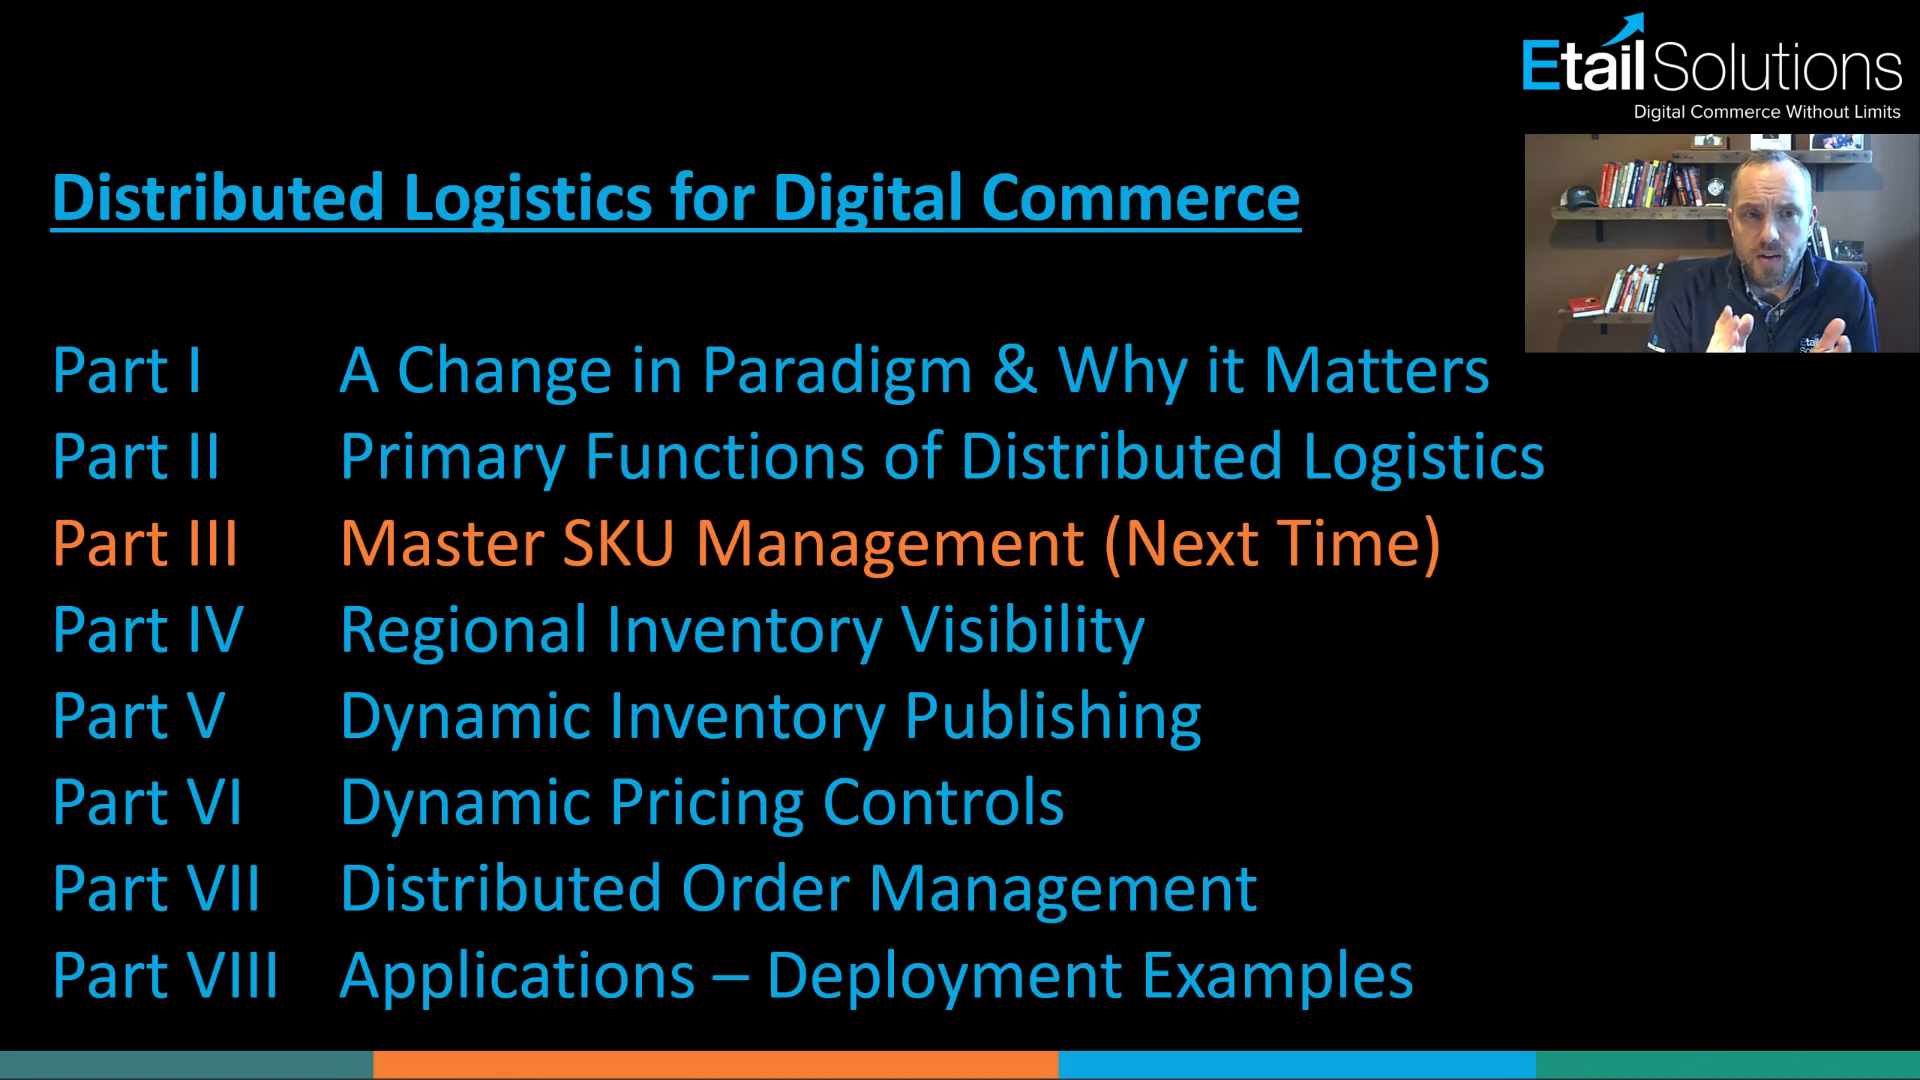 Etail Solutions
Digital Commerce Without Limits
Distributed Logistics for Digital Commerce
Part I A Change in Paradigm & Why it Matters
Part II Primary Functions of Distributed Logistics
Part III Master SKU Management (Next Time)
Part IV Regional Inventory Visibility
Part V Dynamic Inventory Publishing
Part VI Dynamic Pricing Controls
Part VII Distributed Order Management
Part VIII Applications – Deployment Examples